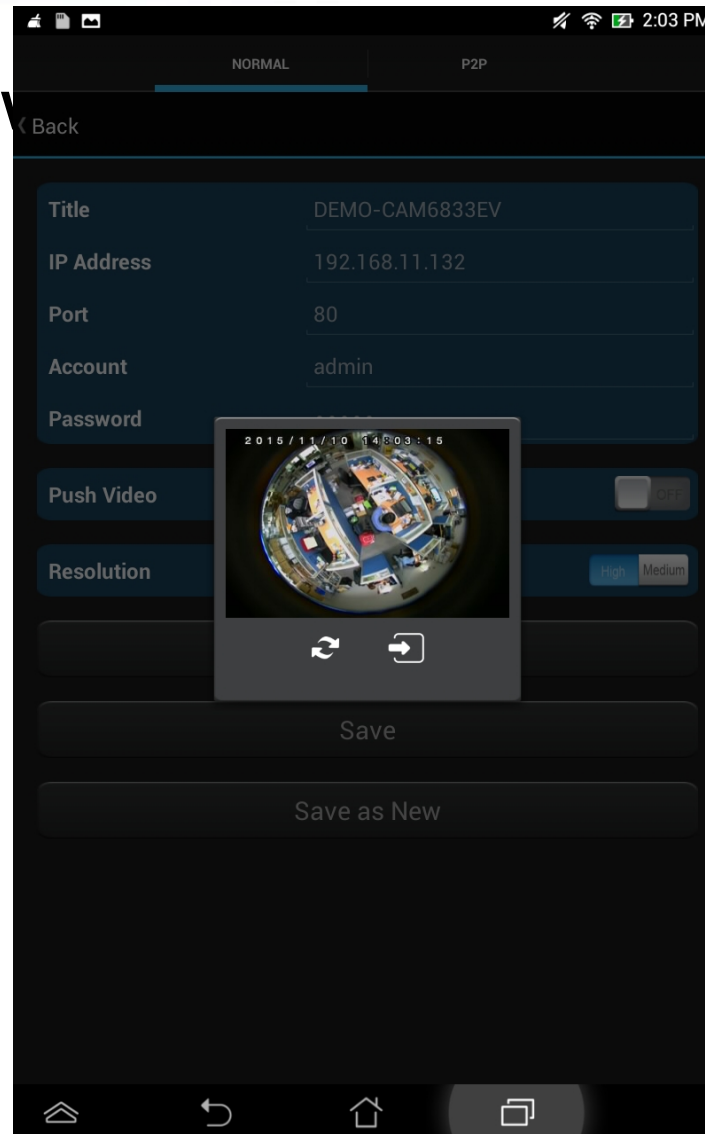 2:03 PM
NORMAL P2P
Back
Title DEMO-CAM6833EV
IP Address 192.168.11.132
Port 80
Account admin
Password
2015/11/10 14:03:15
Push Video OFF
Resolution High Medium
Save
Save as New